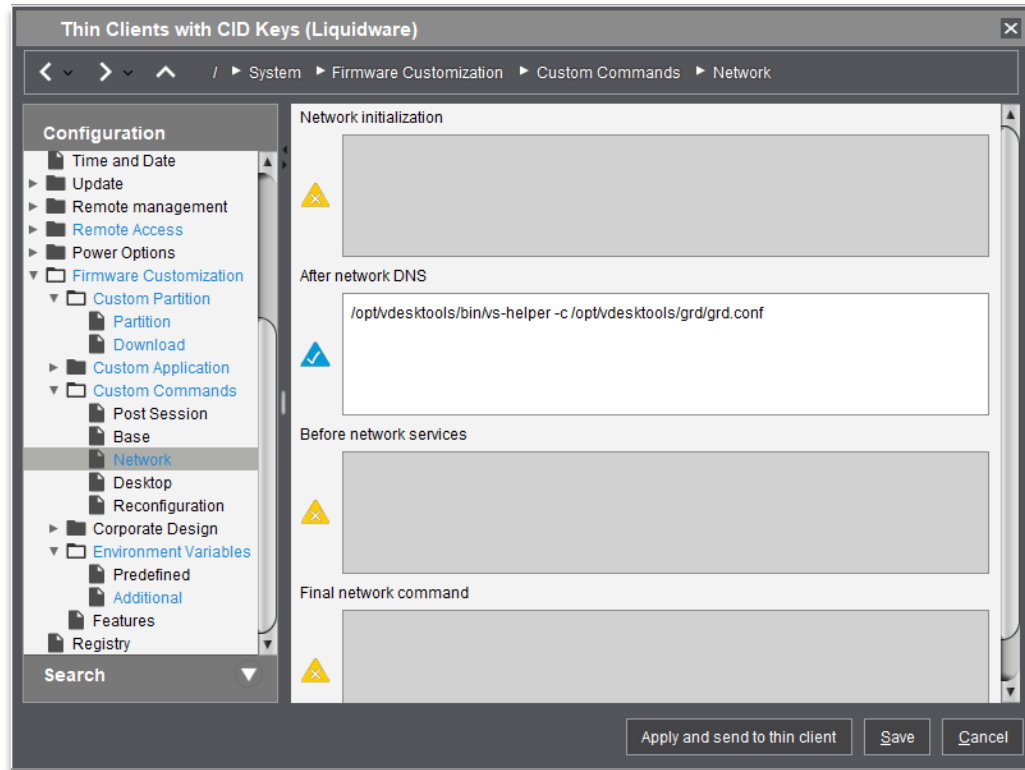 Thin Clients with CID Keys (Liquidware)
/ System Firmware Customization Custom Commands Network
Configuration
Time and Date
Update
Remote management
Remote Access
Power Options
Firmware Customization
Custom Partition
Partition
Download
Custom Application
Custom Commands
Post Session
Base
Network
Desktop
Reconfiguration
Corporate Design
Environment Variables
Predefined
Additional
Features
Registry
Search
Network initialization
After network DNS
/opt/vdesktools/bin/vs-helper -c /opt/vdesktools/grd/grd.conf
Before network services
Final network command
Apply and send to thin client
Save
Cancel